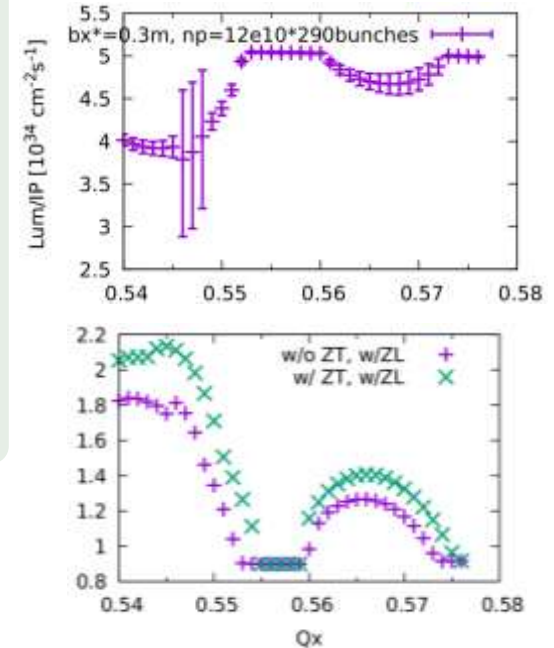 5.5
bx*=0.3m, np=12e10*290bunches
5
4.5
4
3.5
3
2.5
Lum/IP [10³⁴ cm⁻²s⁻¹]
0.54 0.55 0.56 0.57 0.58
2.2
w/o ZT, w/ZL
2
w/ ZT, w/ZL
1.8
1.6
1.4
1.2
1
0.8
0.54 0.55 0.56 0.57 0.58
Qx